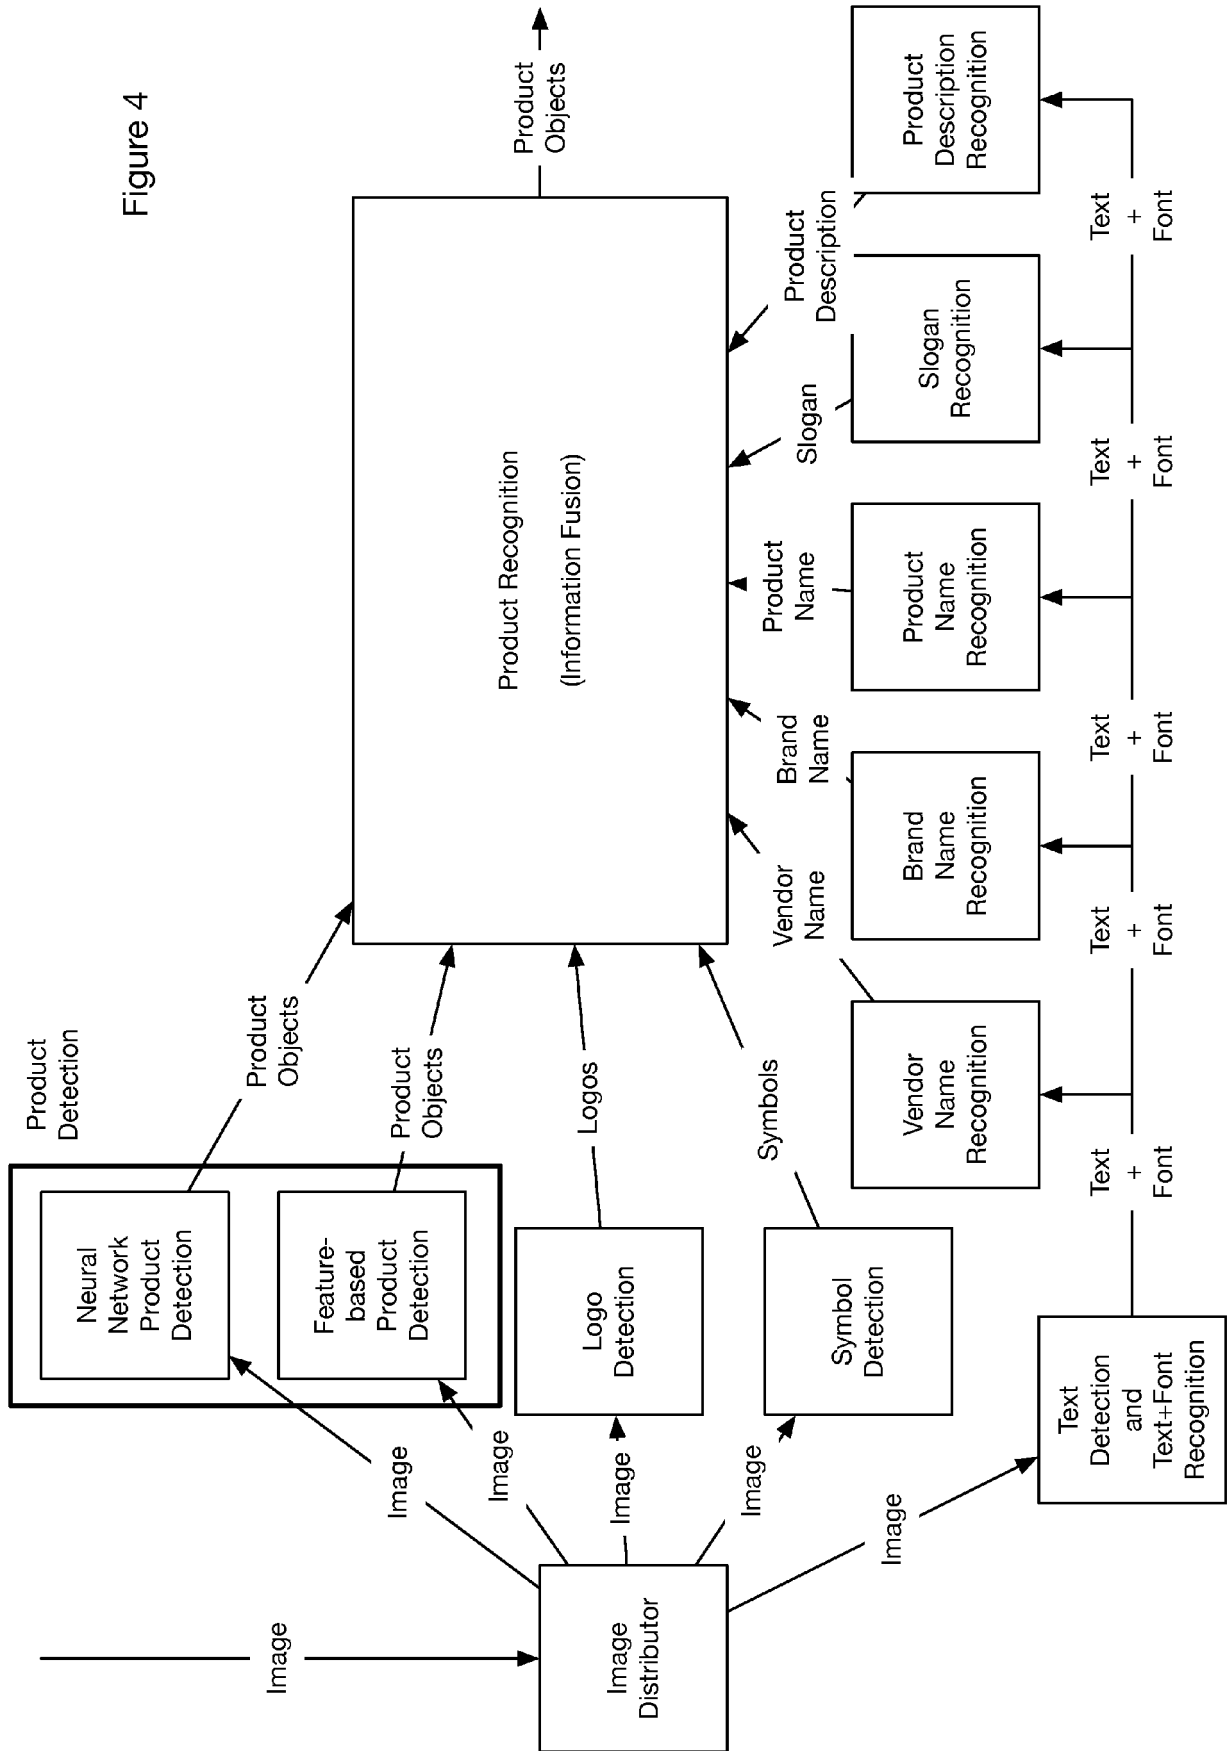 Figure 4
Product
Detection
Neural
Network
Product
Detection
Feature-
based
Product
Detection
Product
Objects
Product
Objects
Image
Image
Image
Image
Image
Image
Image
Distributor
Logo
Detection
Logos
Symbol
Detection
Symbols
Product Recognition
(Information Fusion)
Product
Objects
Vendor
Name
Brand
Name
Product
Name
Slogan
Product
Description
Text
Detection
and
Text+Font
Recognition
Vendor
Name
Recognition
Brand
Name
Recognition
Product
Name
Recognition
Slogan
Recognition
Product
Description
Recognition
Text
+
Font
Text
+
Font
Text
+
Font
Text
+
Font
Text
+
Font